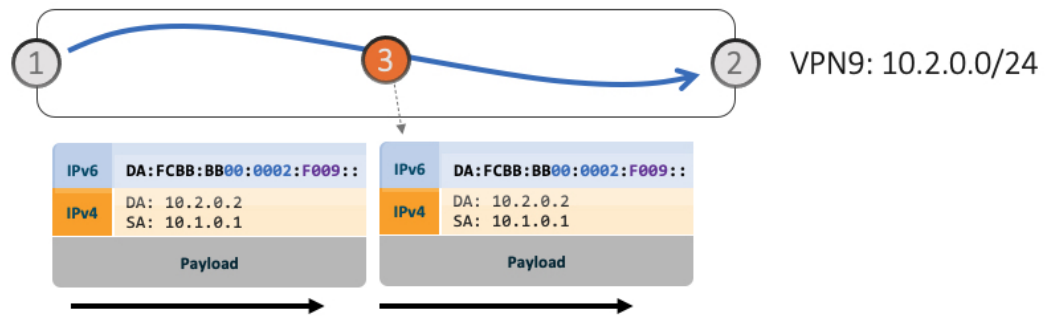 1
3
2
VPN9: 10.2.0.0/24
IPv6
DA:FCBB:BB00:0002:F009::
IPv4
DA: 10.2.0.2
SA: 10.1.0.1
Payload
IPv6
DA:FCBB:BB00:0002:F009::
IPv4
DA: 10.2.0.2
SA: 10.1.0.1
Payload